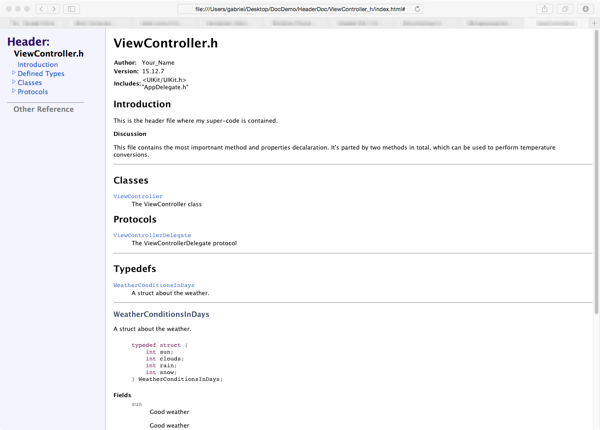 file:///Users/gabriel/Desktop/DocDemo/HeaderDoc/ViewController_h/index.html#
Header:
ViewController.h
Introduction
Defined Types
Classes
Protocols
Other Reference
ViewController.h
Author: Your_Name
Version: 15.12.7
Includes: <UIKit/UIKit.h>
"AppDelegate.h"
Introduction
This is the header file where my super-code is contained.
Discussion
This file contains the most importnant method and properties decalaration. It's parted by two methods in total, which can be used to perform temperature
conversions.
Classes
ViewController
The ViewController class
Protocols
ViewControllerDelegate
The ViewControllerDelegate protocol
Typedefs
WeatherConditionsInDays
A struct about the weather.
WeatherConditionsInDays
A struct about the weather.
typedef struct {
int sun;
int clouds;
int rain;
int snow;
} WeatherConditionsInDays;
Fields
sun
Good weather
Good weather